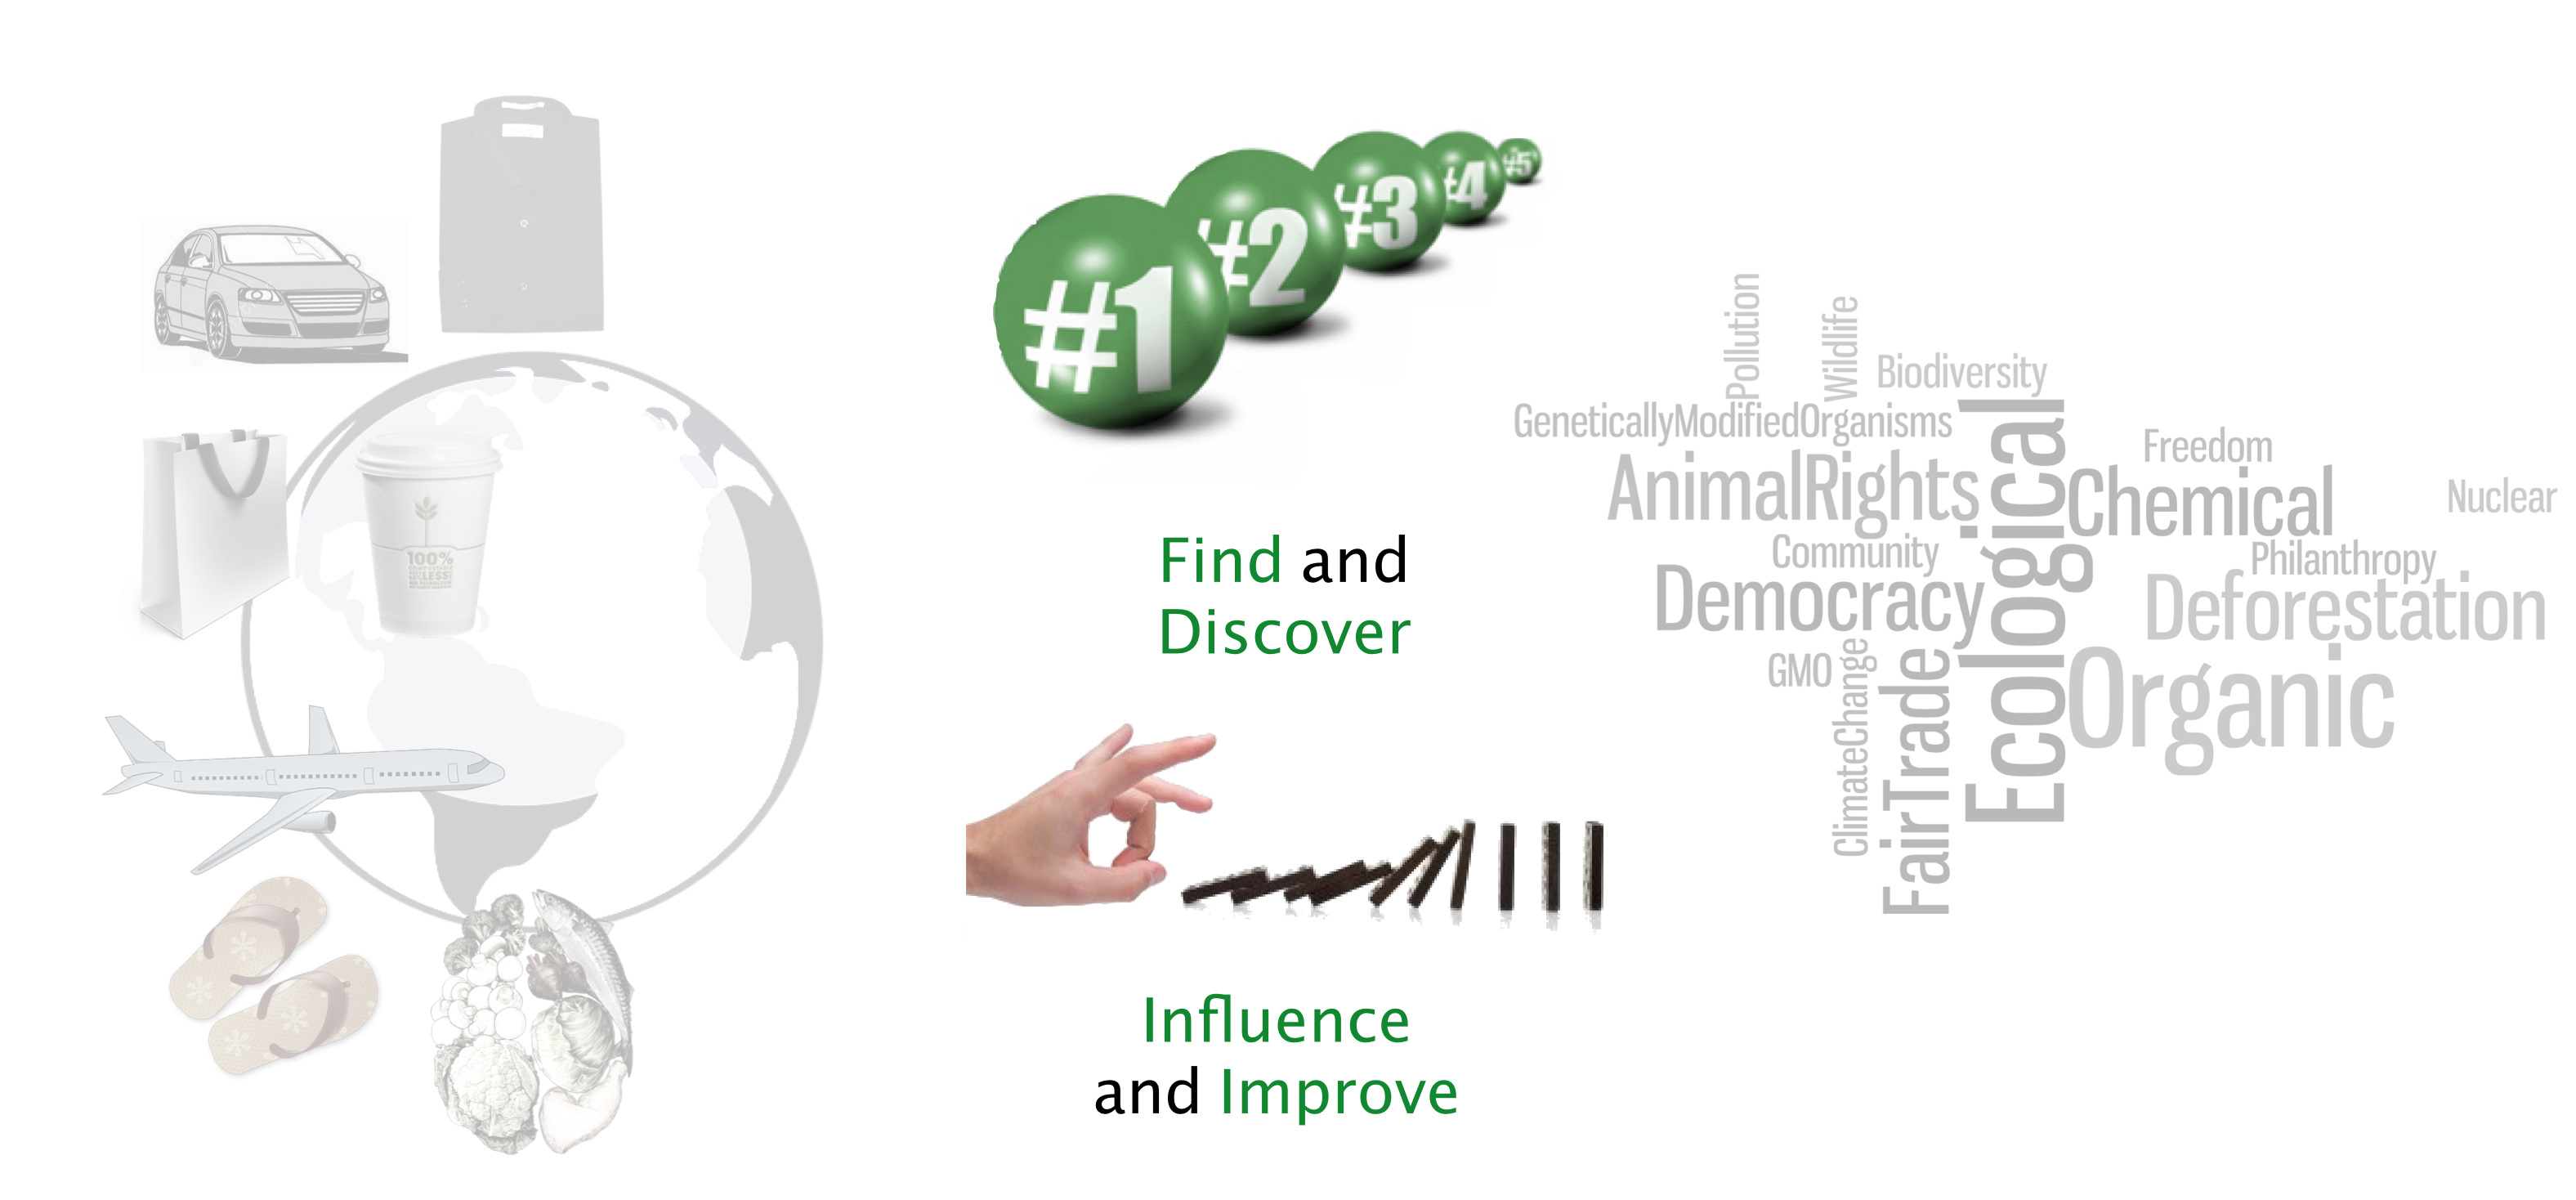 #1
#2
#3
#4
#5
Find and
Discover
Influence
and Improve
100%
LESS
Pollution
Wildlife
Biodiversity
GeneticallyModifiedOrganisms
AnimalRights
Ecological
Freedom
Chemical
Nuclear
Community
Philanthropy
Democracy
Deforestation
GMO
ClimateChange
FairTrade
Organic